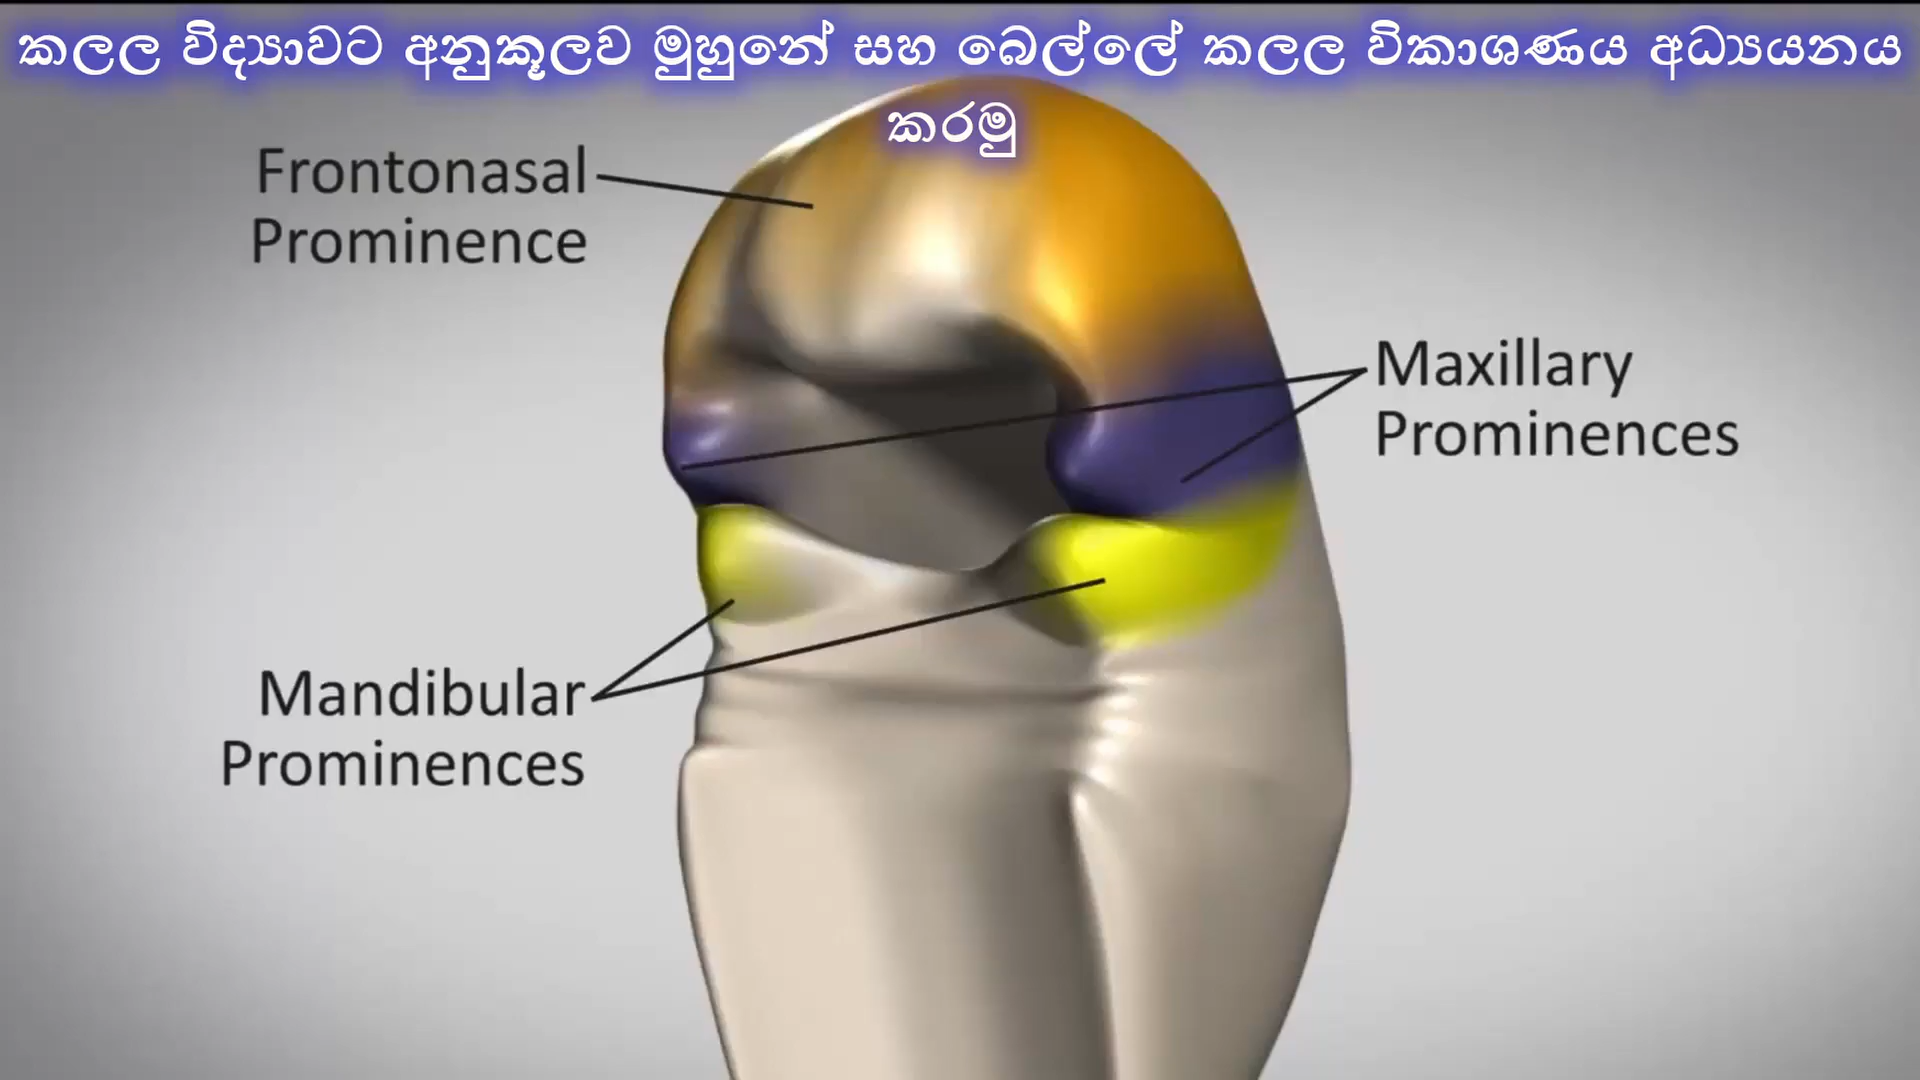 කලල විද්‍යාවට අනුකූලව මුහුනේ සහ බෙල්ලේ කලල විකාශණය අධ්‍යයනය
කරමු
Frontonasal
Prominence
Maxillary
Prominences
Mandibular
Prominences